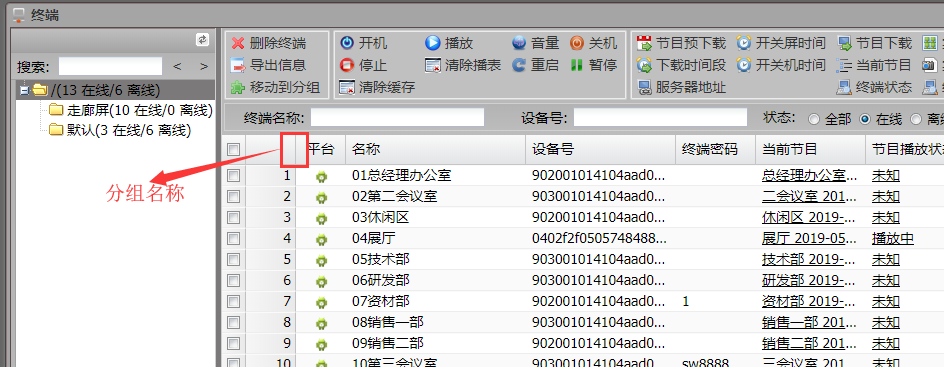 终端
搜索: < >
/(13 在线/6 离线)
走廊屏(10 在线/0 离线)
默认(3 在线/6 离线)
分组名称
删除终端 开机 播放 音量 关机 节目预下载 开关屏时间 节目下载
导出信息 停止 清除播表 重启 暂停 下载时间段 开关机时间 当前节目
移动到分组 清除缓存 服务器地址 终端状态
终端名称: 设备号: 状态: 全部 在线 离线
平台 名称 设备号 终端密码 当前节目 节目播放状
1 01总经理办公室 902001014104aad0... 总经理办公室... 未知
2 02第二会议室 903001014104aad0... 二会议室 201... 未知
3 03休闲区 902001014104aad0... 休闲区 2019-... 未知
4 04展厅 0402f2f0505748488... 展厅 2019-05... 播放中
5 05技术部 903001014104aad0... 技术部 2019-... 未知
6 06研发部 903001014104aad0... 研发部 2019-... 未知
7 07资材部 902001014104aad0... 1 资材部 2019-... 未知
8 08销售一部 903001014104aad0... 销售一部 201... 未知
9 09销售二部 902001014104aad0... 销售二部 201... 未知
10 10第三会议室 903001014104aad0... sw8888 三会议室 201... 未知